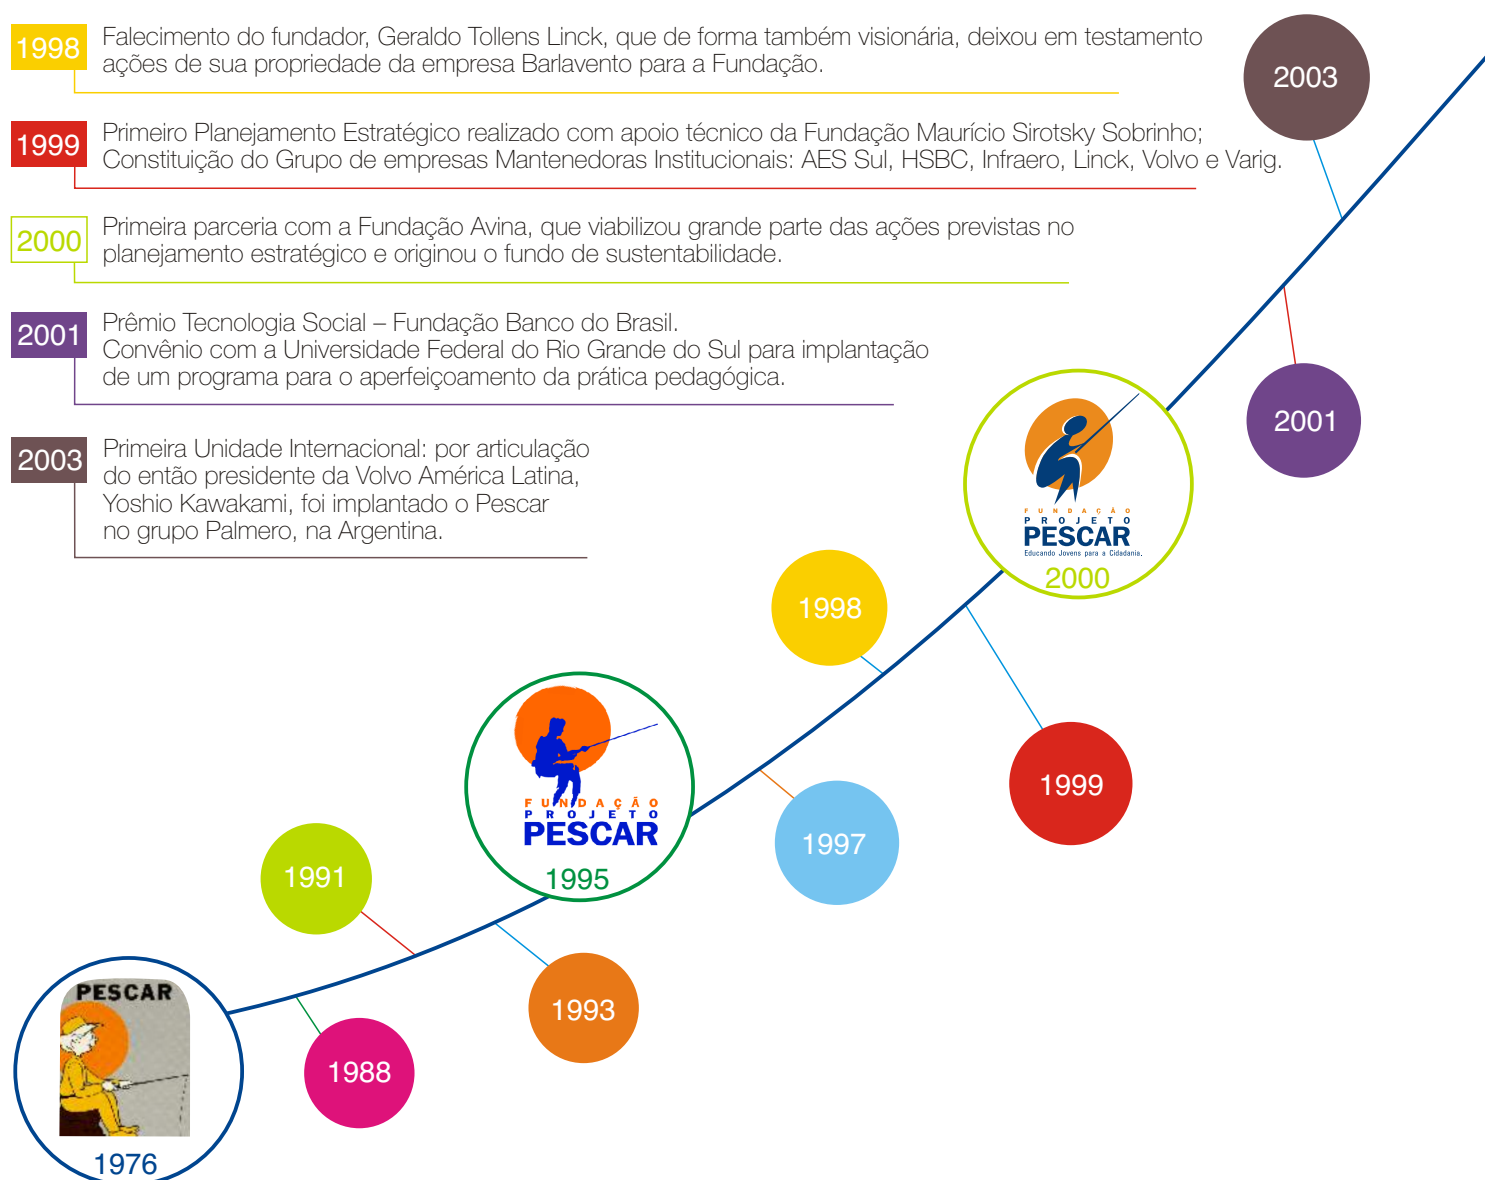 1998
Falecimento do fundador, Geraldo Tollens Linck, que de forma também visionária, deixou em testamento
ações de sua propriedade da empresa Barlavento para a Fundação.
1999
Primeiro Planejamento Estratégico realizado com apoio técnico da Fundação Maurício Sirotsky Sobrinho;
Constituição do Grupo de empresas Mantenedoras Institucionais: AES Sul, HSBC, Infraero, Linck, Volvo e Varig.
2000
Primeira parceria com a Fundação Avina, que viabilizou grande parte das ações previstas no
planejamento estratégico e originou o fundo de sustentabilidade.
2001
Prêmio Tecnologia Social – Fundação Banco do Brasil.
Convênio com a Universidade Federal do Rio Grande do Sul para implantação
de um programa para o aperfeiçoamento da prática pedagógica.
2003
Primeira Unidade Internacional: por articulação
do então presidente da Volvo América Latina,
Yoshio Kawakami, foi implantado o Pescar
no grupo Palmero, na Argentina.
2003
2001
FUNDAÇÃO
PROJETO
PESCAR
Educando Jovens para a Cidadania.
2000
1998
1999
FUNDAÇÃO
PROJETO
PESCAR
1995
1997
1991
1993
PESCAR
1976
1988